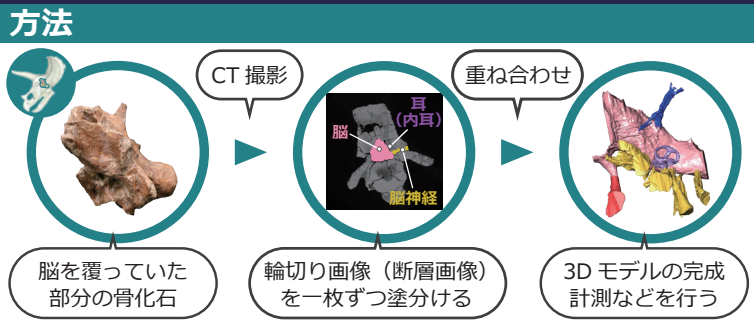 方法
CT 撮影
重ね合わせ
脳
耳
（内耳）
脳神経
脳を覆っていた
部分の骨化石
輪切り画像（断層画像）
を一枚ずつ塗分ける
3D モデルの完成
計測などを行う